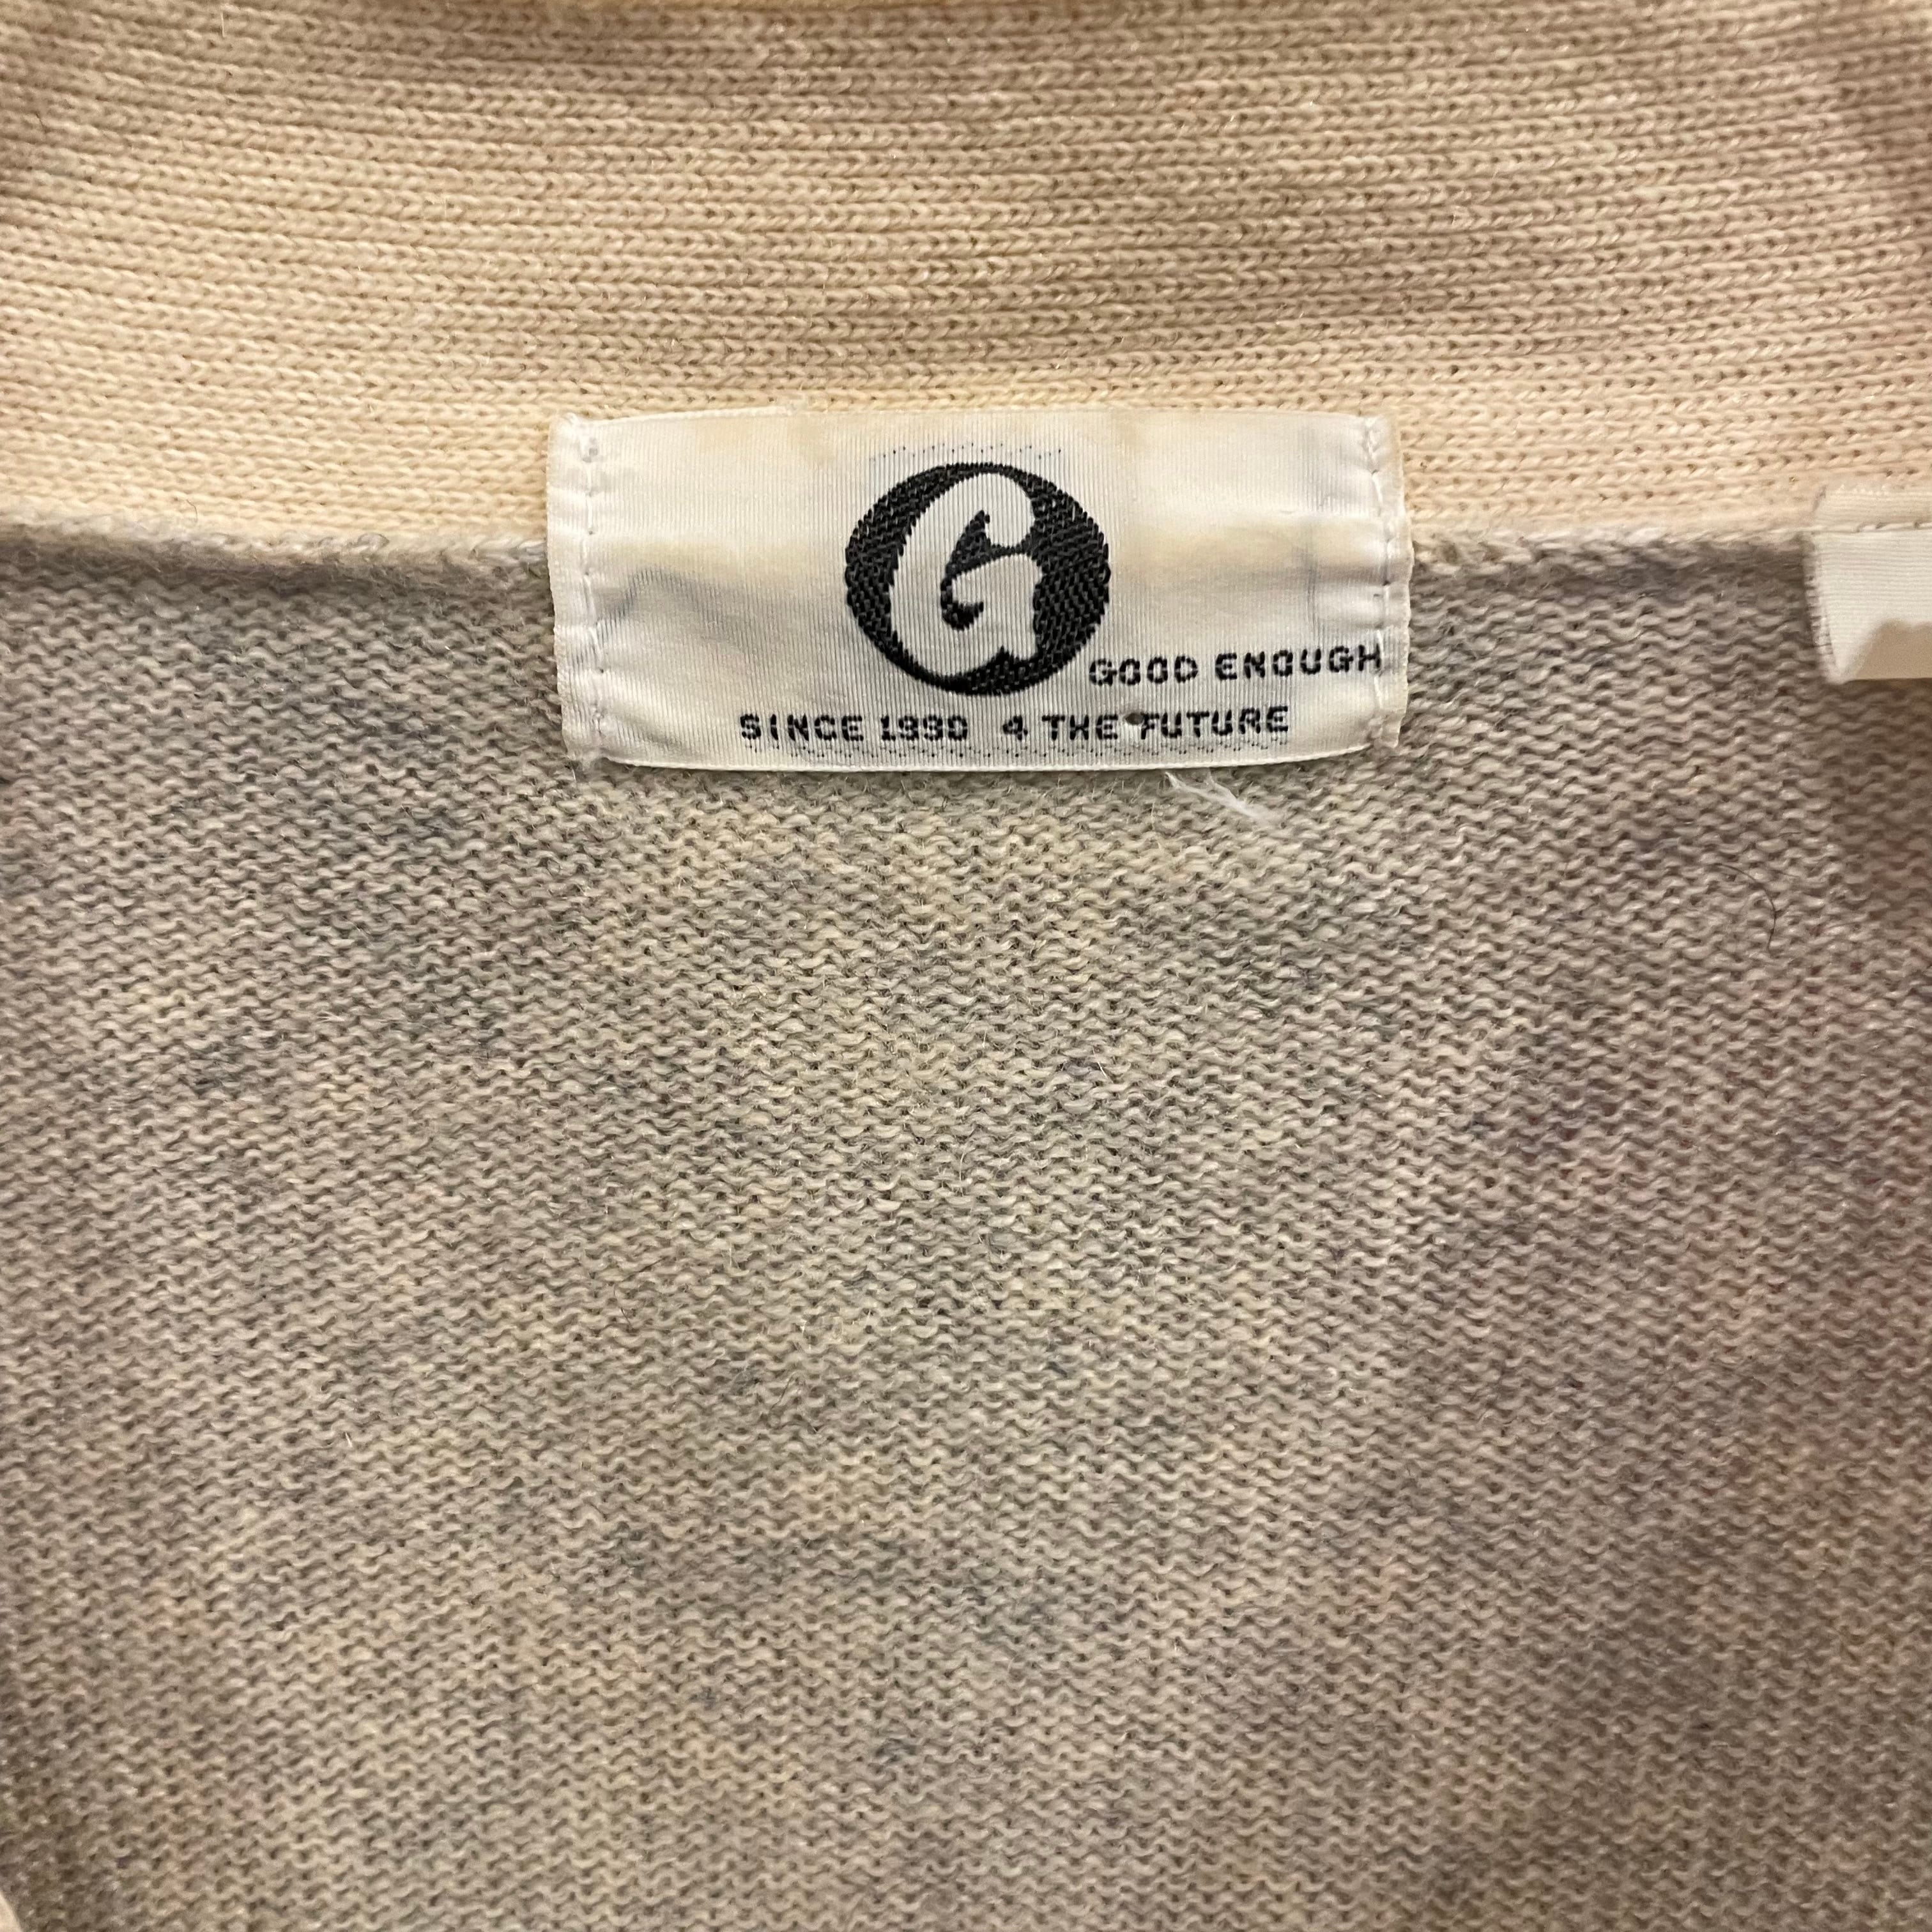 G
GOOD ENOUGH
SINCE 1990 4 THE FUTURE